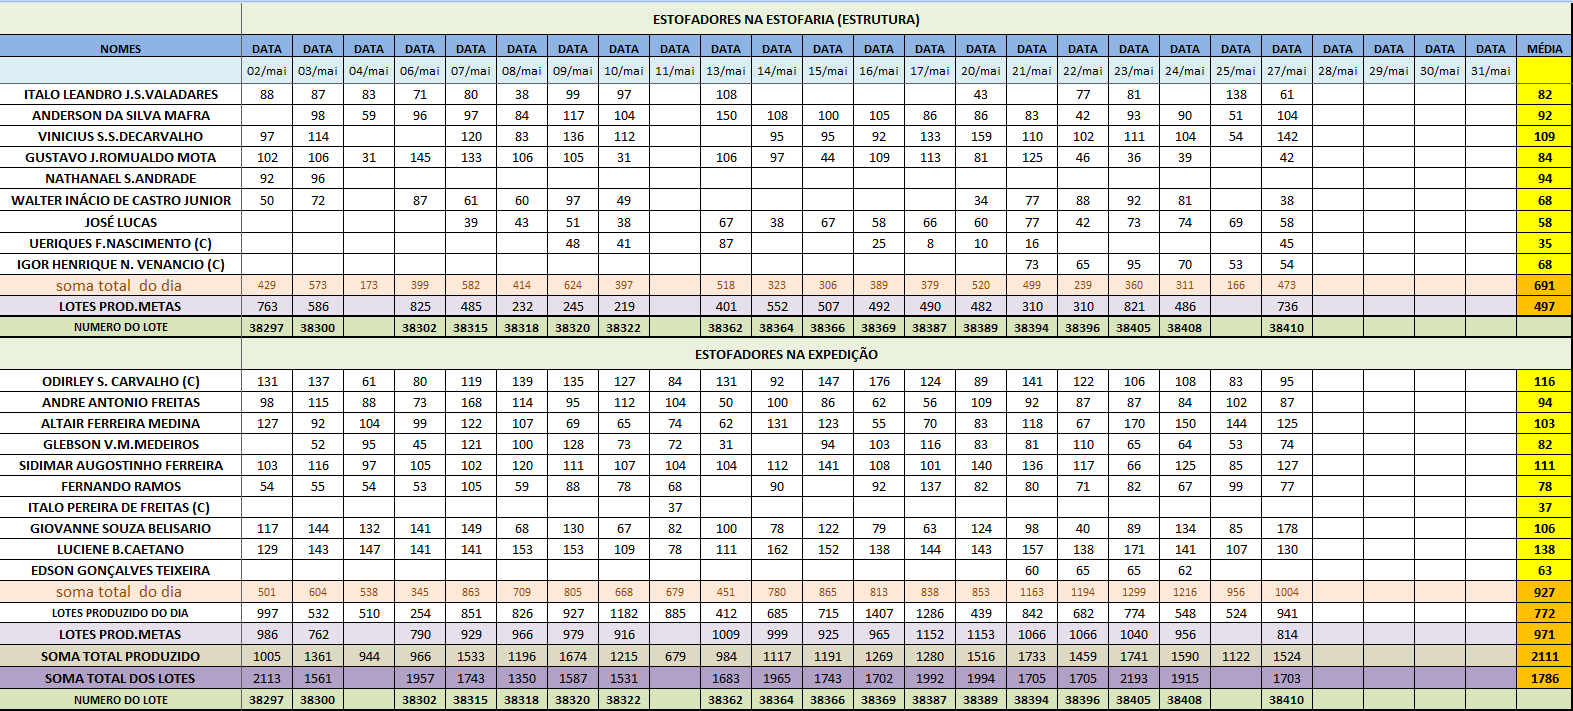 ESTOFADORES NA ESTOFARIA (ESTRUTURA)
NOMES DATA DATA DATA DATA DATA DATA DATA DATA DATA DATA DATA DATA DATA DATA DATA DATA DATA DATA DATA DATA DATA DATA DATA DATA DATA MÉDIA
02/mai 03/mai 04/mai 06/mai 07/mai 08/mai 09/mai 10/mai 11/mai 13/mai 14/mai 15/mai 16/mai 17/mai 20/mai 21/mai 22/mai 23/mai 24/mai 25/mai 27/mai 28/mai 29/mai 30/mai 31/mai
ITALO LEANDRO J.S.VALADARES 88 87 83 71 80 38 99 97 108 43 77 81 138 61 82
ANDERSON DA SILVA MAFRA 98 59 96 97 84 117 104 150 108 100 105 86 86 83 42 93 90 51 104 92
VINICIUS S.S.DECARVALHO 97 114 120 83 136 112 95 95 92 133 159 110 102 111 104 54 142 109
GUSTAVO J.ROMUALDO MOTA 102 106 31 145 133 106 105 31 106 97 44 109 113 81 125 46 36 39 42 84
NATHANAEL S.ANDRADE 92 96 94
WALTER INÁCIO DE CASTRO JUNIOR 50 72 87 61 60 97 49 34 77 88 92 81 38 68
JOSÉ LUCAS 39 43 51 38 67 38 67 58 66 60 77 42 73 74 69 58 58
UERIQUES F.NASCIMENTO (C) 48 41 87 25 8 10 16 45 35
IGOR HENRIQUE N. VENANCIO (C) 73 65 95 70 53 54 68
soma total do dia 429 573 173 399 582 414 624 397 518 323 306 389 379 520 499 239 360 311 166 473 691
LOTES PROD.METAS 763 586 825 485 232 245 219 401 552 507 492 490 482 310 310 821 486 736 497
NUMERO DO LOTE 38297 38300 38302 38315 38318 38320 38322 38362 38364 38366 38369 38387 38389 38394 38396 38405 38408 38410
ESTOFADORES NA EXPEDIÇÃO
ODIRLEY S. CARVALHO (C) 131 137 61 80 119 139 135 127 84 131 92 147 176 124 89 141 122 106 108 83 95 116
ANDRE ANTONIO FREITAS 98 115 88 73 168 114 95 112 104 50 100 86 62 56 109 92 87 87 84 102 87 94
ALTAIR FERREIRA MEDINA 127 92 104 99 122 107 69 65 74 62 131 123 55 70 83 118 67 170 150 144 125 103
GLEBSON V.M.MEDEIROS 52 95 45 121 100 128 73 72 31 94 103 116 83 81 110 65 64 53 74 82
SIDIMAR AUGOSTINHO FERREIRA 103 116 97 105 102 120 111 107 104 104 112 141 108 101 140 136 117 66 125 85 127 111
FERNANDO RAMOS 54 55 54 53 105 59 88 78 68 90 92 137 82 80 71 82 67 99 77 78
ITALO PEREIRA DE FREITAS (C) 37 37
GIOVANNE SOUZA BELISARIO 117 144 132 141 149 68 130 67 82 100 78 122 79 63 124 98 40 89 134 85 178 106
LUCIENE B.CAETANO 129 143 147 141 141 153 153 109 78 111 162 152 138 144 143 157 138 171 141 107 130 138
EDSON GONÇALVES TEIXEIRA 60 65 65 62 63
soma total do dia 501 604 538 345 863 709 805 668 679 451 780 865 813 838 853 1163 1194 1299 1216 956 1004 927
LOTES PRODUZIDO DO DIA 997 532 510 254 851 826 927 1182 885 412 685 715 1407 1286 439 842 682 774 548 524 941 772
LOTES PROD.METAS 986 762 790 929 966 979 916 1009 999 925 965 1152 1153 1066 1066 1040 956 814 971
SOMA TOTAL PRODUZIDO 1005 1361 944 966 1533 1196 1674 1215 679 984 1117 1191 1269 1280 1516 1733 1459 1741 1590 1122 1524 2111
SOMA TOTAL DOS LOTES 2113 1561 1957 1743 1350 1587 1531 1683 1965 1743 1702 1992 1994 1705 1705 2193 1915 1703 1786
NUMERO DO LOTE 38297 38300 38302 38315 38318 38320 38322 38362 38364 38366 38369 38387 38389 38394 38396 38405 38408 38410